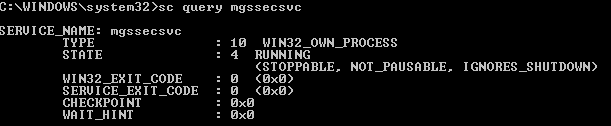 C:\WINDOWS\system32>sc query mgssecsvc
SERVICE_NAME: mgssecsvc
TYPE : 10 WIN32_OWN_PROCESS
STATE : 4 RUNNING
(STOPPABLE, NOT_PAUSABLE, IGNORES_SHUTDOWN)
WIN32_EXIT_CODE : 0 (0x0)
SERVICE_EXIT_CODE : 0 (0x0)
CHECKPOINT : 0x0
WAIT_HINT : 0x0